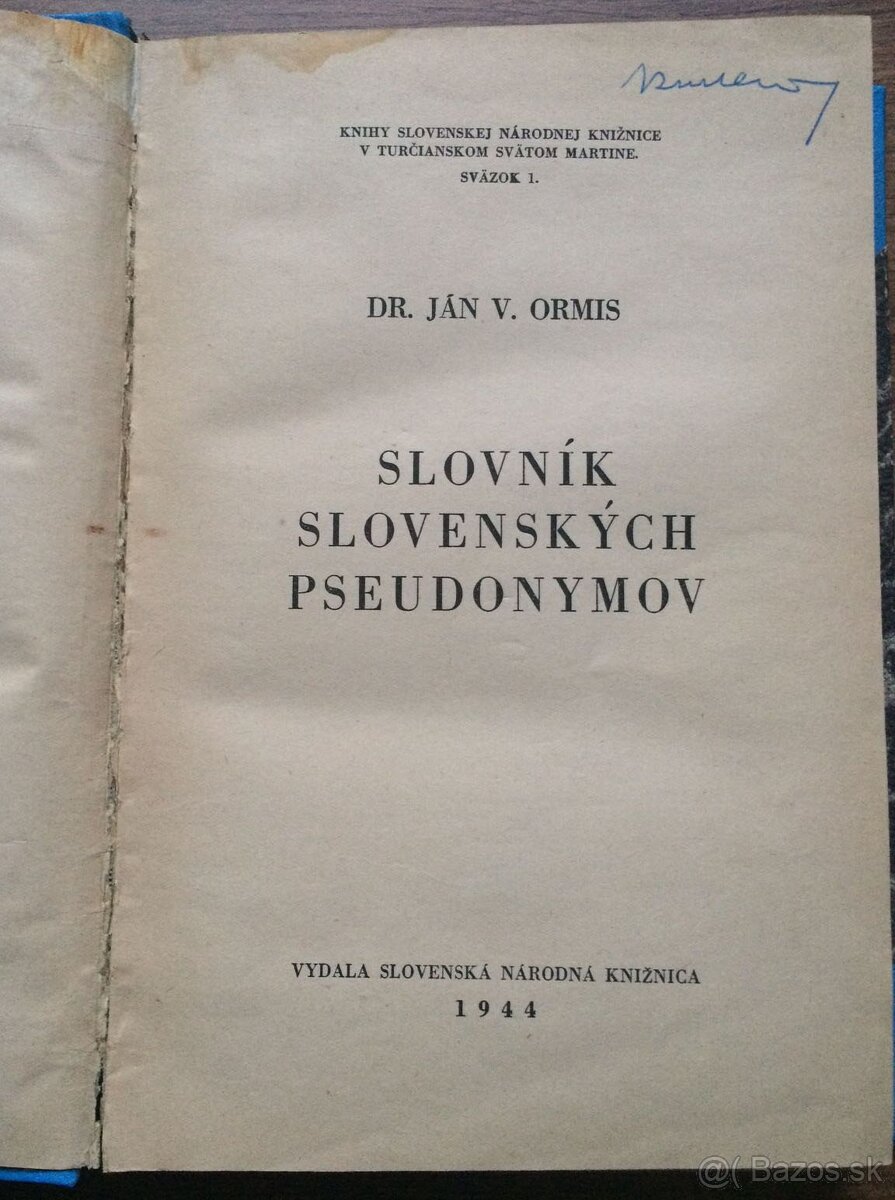 KNIHY SLOVENSKEJ NÁRODNEJ KNIŽNICE
V TURČIANSKOM SVÄTOM MARTINE.
SVÄZOK 1.
DR. JÁN V. ORMIS
SLOVNÍK
SLOVENSKÝCH
PSEUDONYMOV
VYDALA SLOVENSKÁ NÁRODNÁ KNIŽNICA
1944
@( Bazos.sk